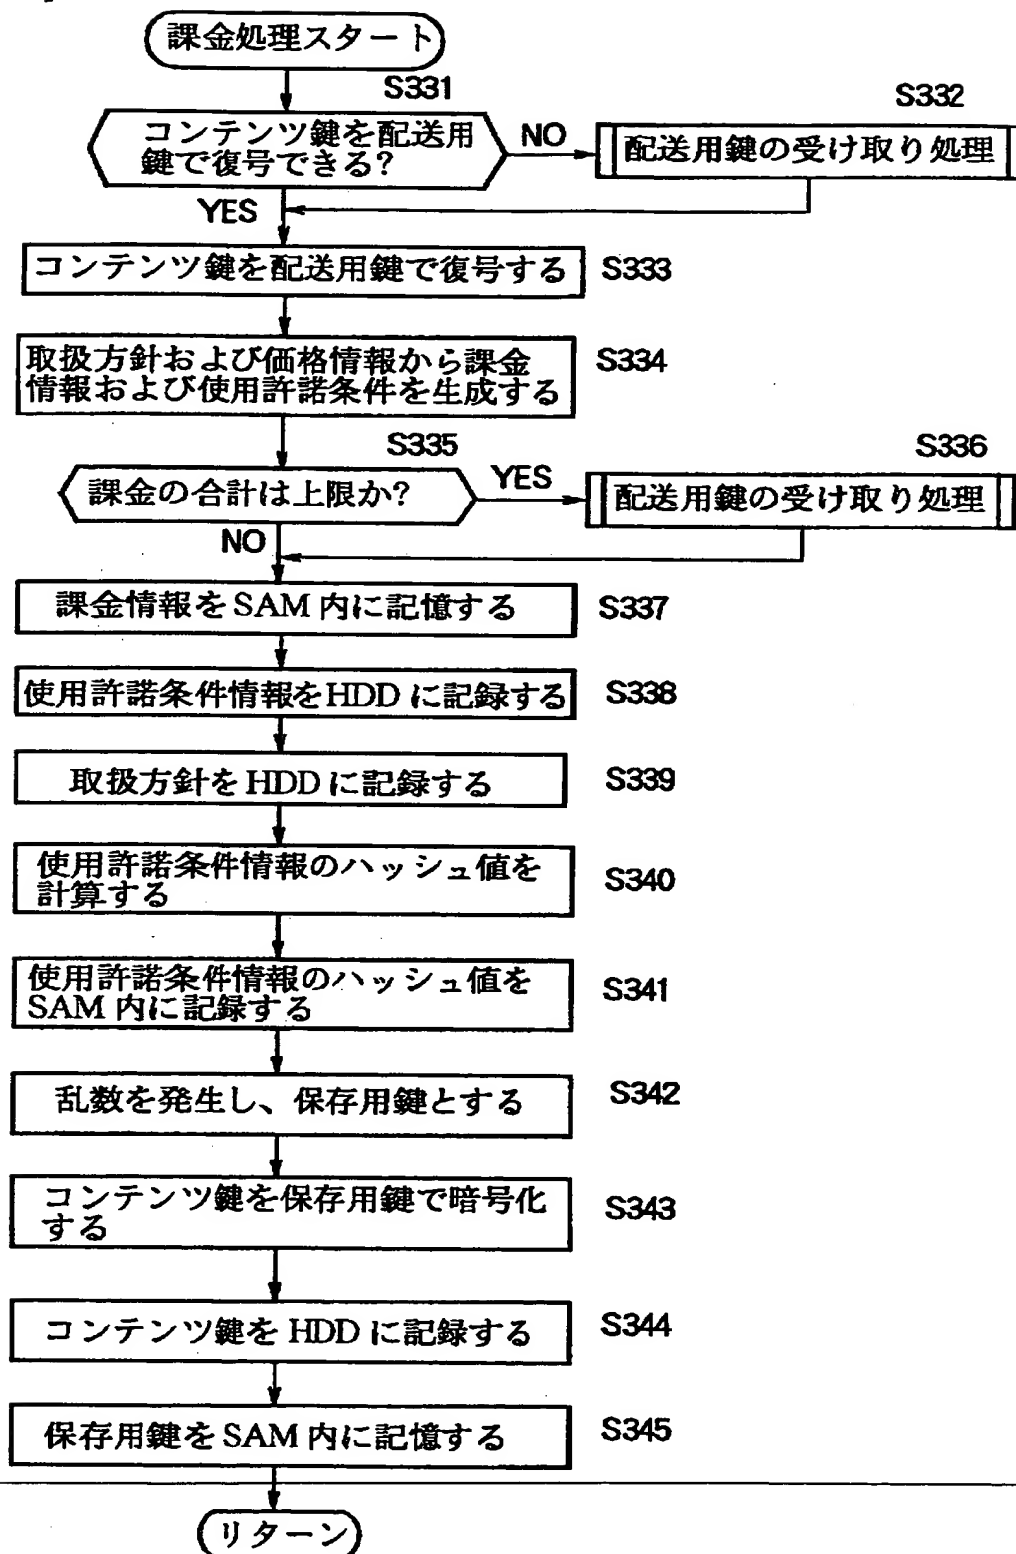 課金処理スタート
S331
コンテンツ鍵を配送用
鍵で復号できる?
NO
S332
配送用鍵の受け取り処理
YES
コンテンツ鍵を配送用鍵で復号する
S333
取扱方針および価格情報から課金
情報および使用許諾条件を生成する
S334
S335
課金の合計は上限か?
YES
S336
配送用鍵の受け取り処理
NO
課金情報をSAM内に記憶する
S337
使用許諾条件情報をHDDに記録する
S338
取扱方針をHDDに記録する
S339
使用許諾条件情報のハッシュ値を
計算する
S340
使用許諾条件情報のハッシュ値を
SAM内に記録する
S341
乱数を発生し、保存用鍵とする
S342
コンテンツ鍵を保存用鍵で暗号化
する
S343
コンテンツ鍵をHDDに記録する
S344
保存用鍵をSAM内に記憶する
S345
リターン